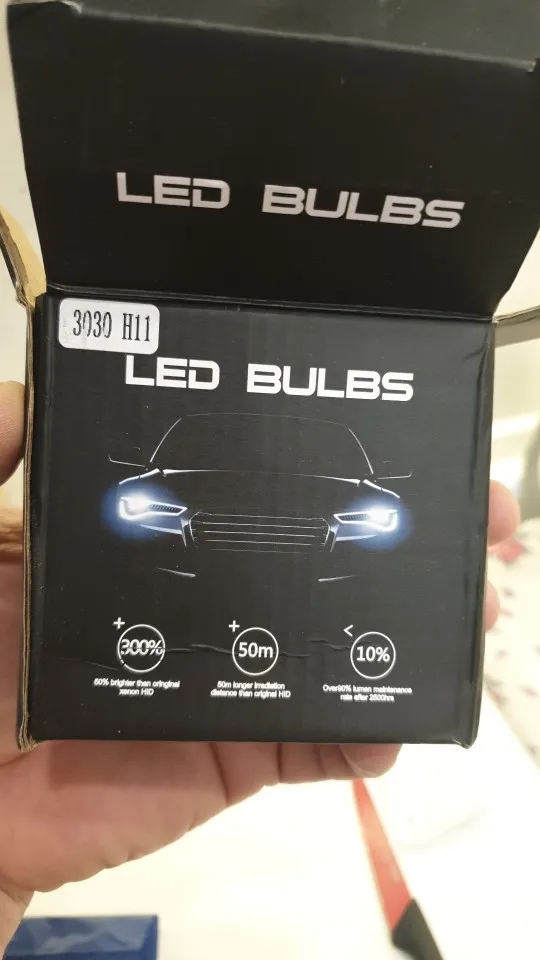 LED BULBS
3030 H11
LED BULBS
+
300%
60% brighter than oringinal
xenon HID
+
50m
50m longer irradiation
distance than original HID
<
10%
Over90% lumen maintenance
rate after 2500hrs